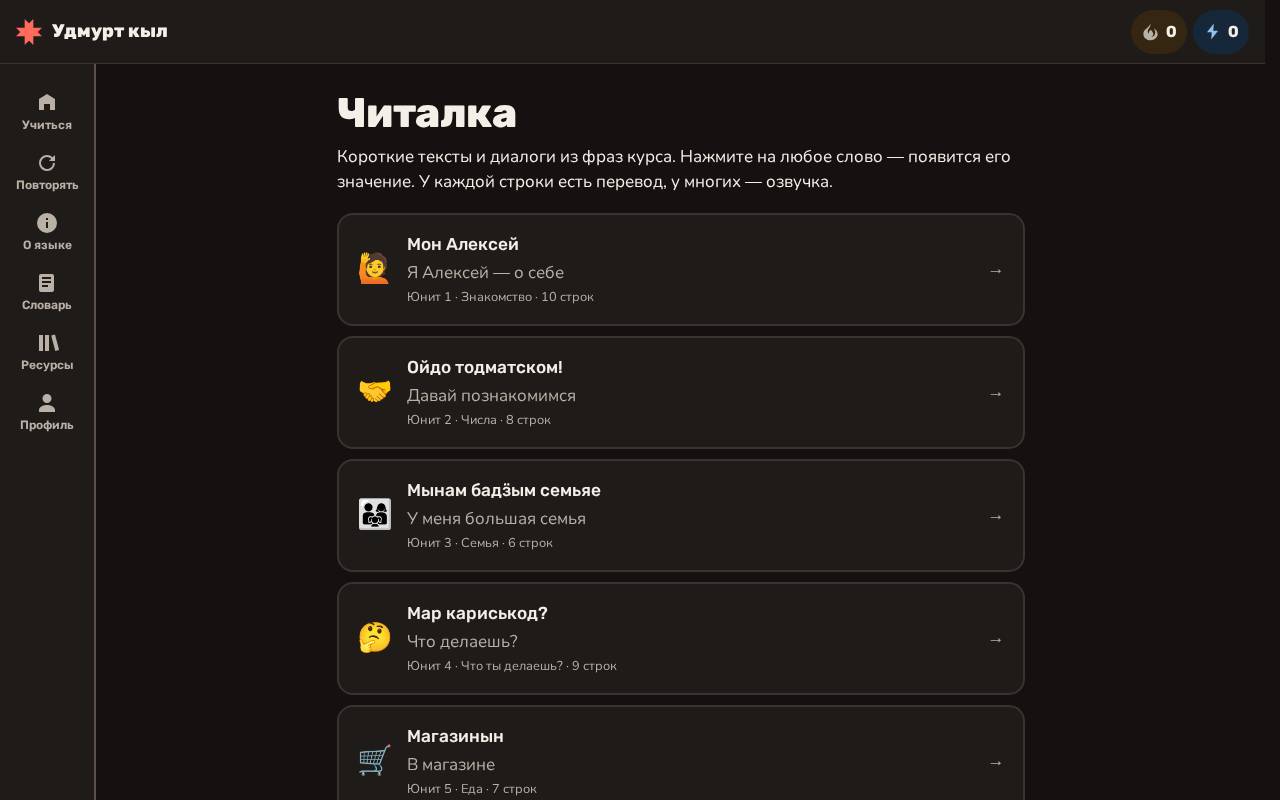 Удмурт кыл
0
0
Учиться
Повторять
О языке
Словарь
Ресурсы
Профиль
Читалка
Короткие тексты и диалоги из фраз курса. Нажмите на любое слово — появится его
значение. У каждой строки есть перевод, у многих — озвучка.
Мон Алексей
Я Алексей — о себе
Юнит 1 · Знакомство · 10 строк
→
Ойдо тодматском!
Давай познакомимся
Юнит 2 · Числа · 8 строк
→
Мынам бадӟым семьяе
У меня большая семья
Юнит 3 · Семья · 6 строк
→
Мар кариськод?
Что делаешь?
Юнит 4 · Что ты делаешь? · 9 строк
→
Магазинын
В магазине
Юнит 5 · Еда · 7 строк
→